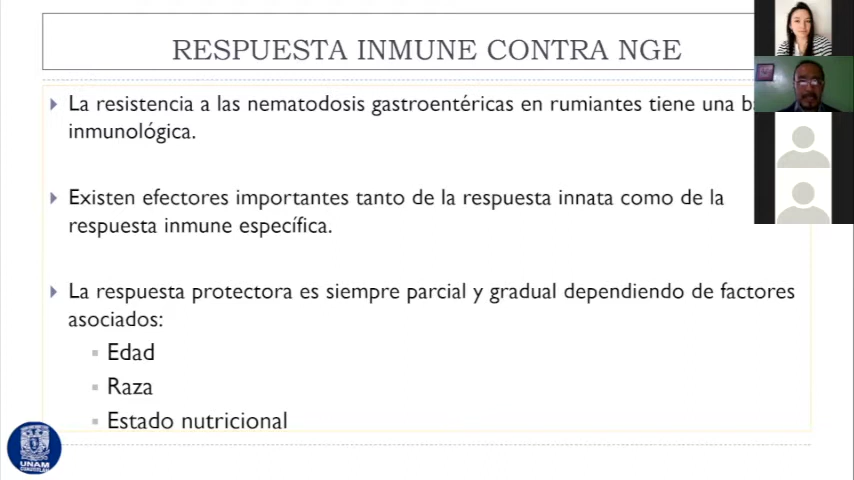 RESPUESTA INMUNE CONTRA NGE
La resistencia a las nematodosis gastroentéricas en rumiantes tiene una
inmunológica.
Existen efectores importantes tanto de la respuesta innata como de la
respuesta inmune específica.
La respuesta protectora es siempre parcial y gradual dependiendo de factores
asociados:
Edad
Raza
Estado nutricional
UNAM
CUAUTITLÁN